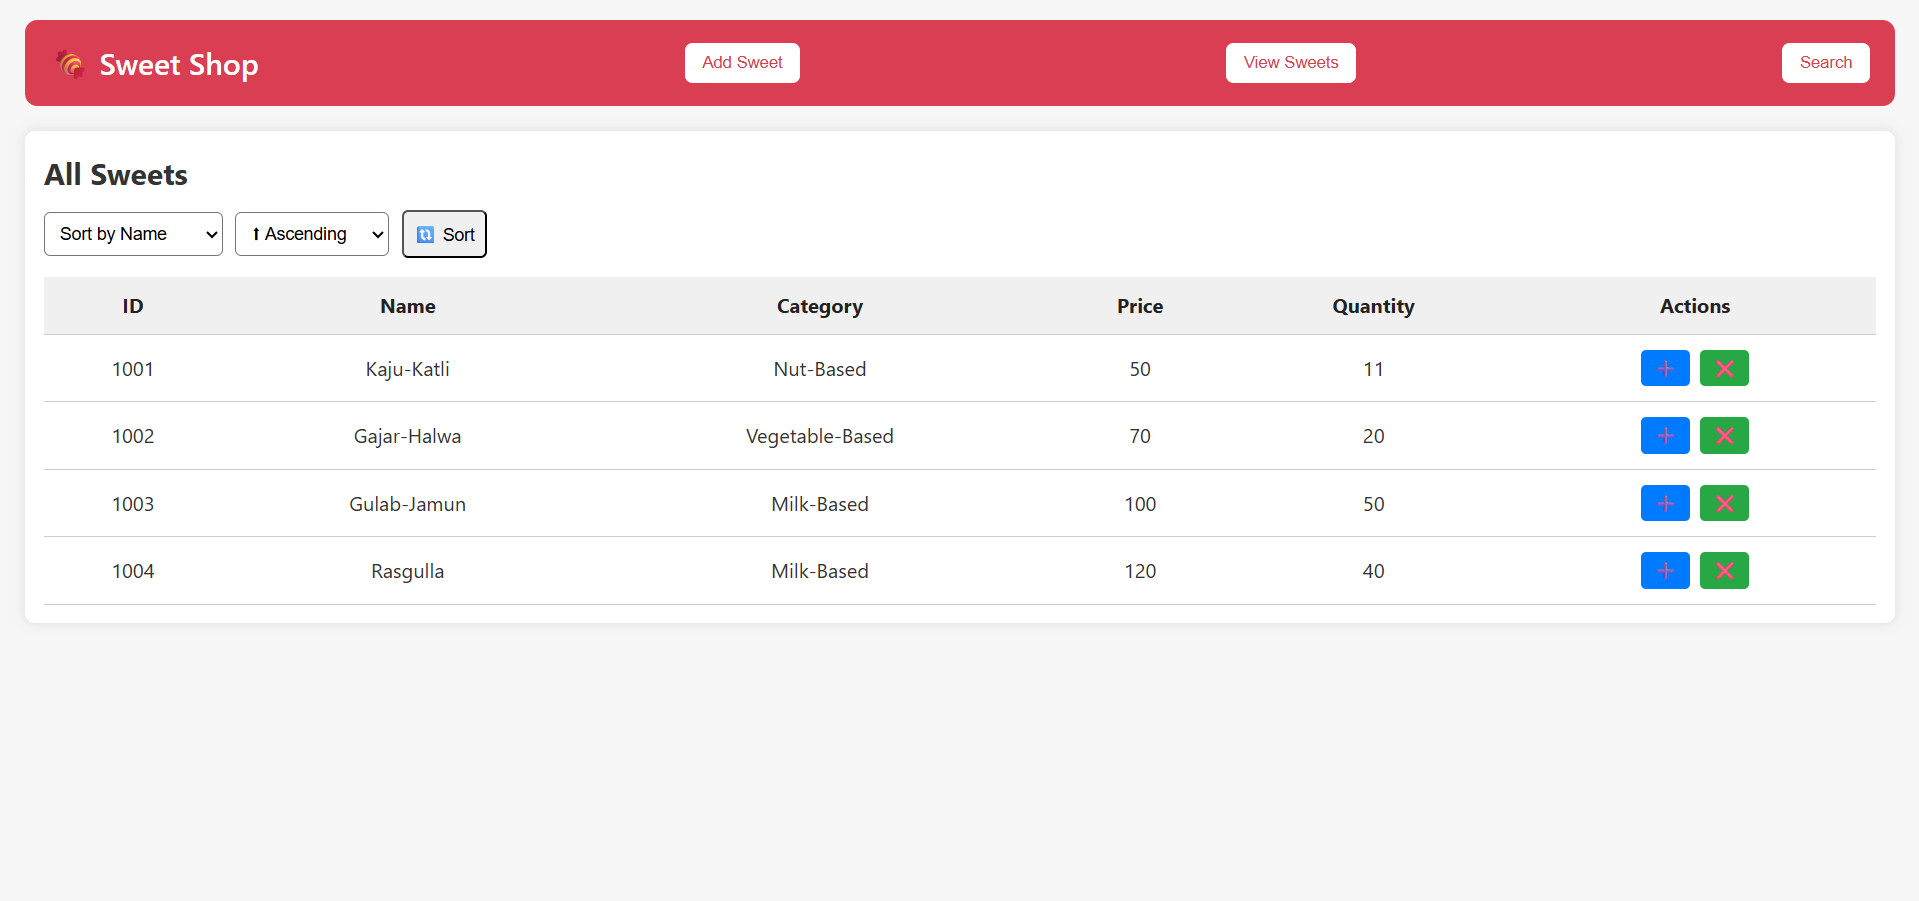 Sweet Shop Add Sweet View Sweets Search
All Sweets
Sort by Name ⬆ Ascending 🔃 Sort
ID Name Category Price Quantity Actions
1001 Kaju-Katli Nut-Based 50 11
1002 Gajar-Halwa Vegetable-Based 70 20
1003 Gulab-Jamun Milk-Based 100 50
1004 Rasgulla Milk-Based 120 40